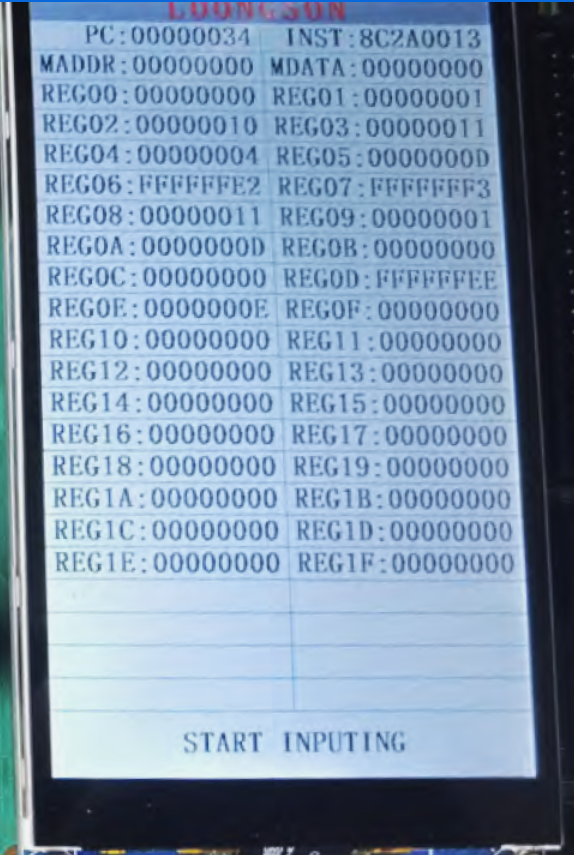 LOONGSON
PC:00000034 INST:8C2A0013
MADDR:00000000 MDATA:00000000
REG00:00000000 REG01:00000001
REG02:00000010 REG03:00000011
REG04:00000004 REG05:0000000D
REG06:FFFFFFE2 REG07:FFFFFFF3
REG08:00000011 REG09:00000001
REG0A:0000000D REG0B:00000000
REG0C:00000000 REG0D:FFFFFFEE
REG0E:0000000E REG0F:00000000
REG10:00000000 REG11:00000000
REG12:00000000 REG13:00000000
REG14:00000000 REG15:00000000
REG16:00000000 REG17:00000000
REG18:00000000 REG19:00000000
REG1A:00000000 REG1B:00000000
REG1C:00000000 REG1D:00000000
REG1E:00000000 REG1F:00000000
START INPUTING